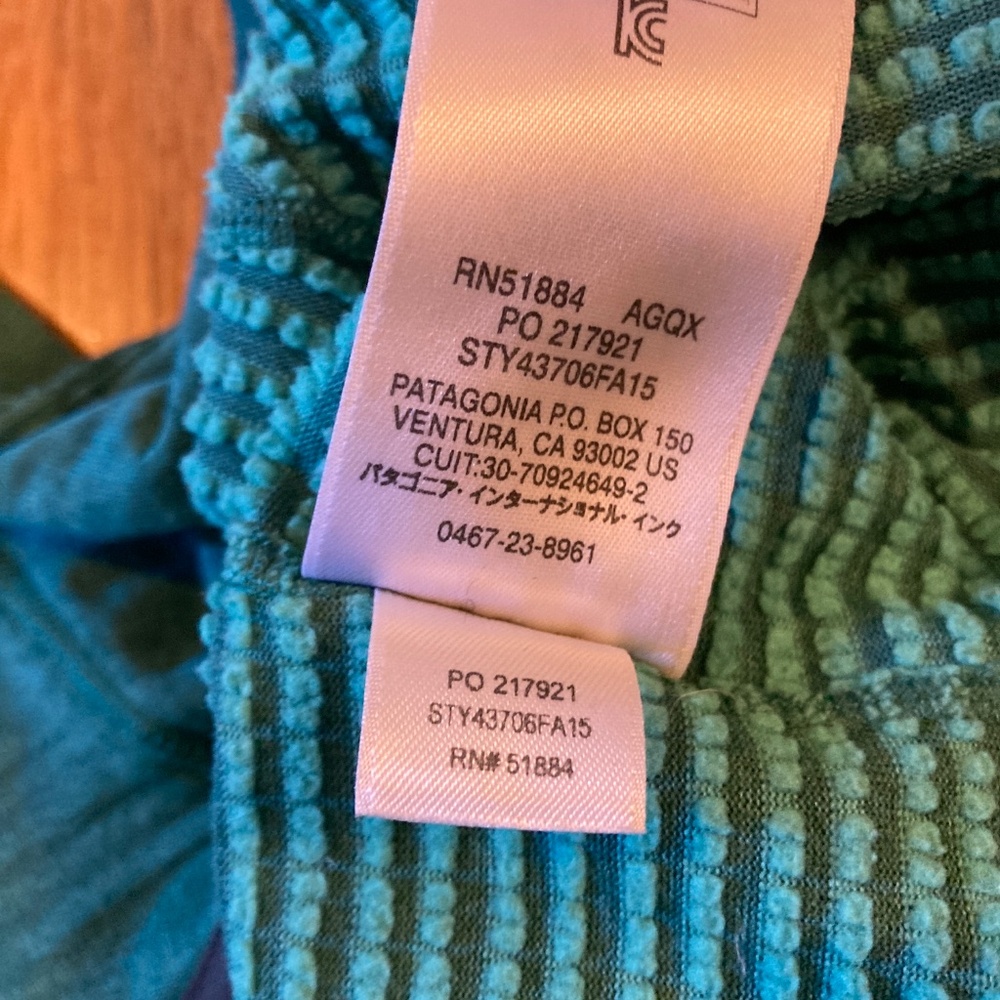 RN51884 AGQX
PO 217921
STY43706FA15
PATAGONIA P.O. BOX 150
VENTURA, CA 93002 US
CUIT:30-70924649-2
パタゴニア・インターナショナル・インク
0467-23-8961
PO 217921
STY43706FA15
RN# 51884